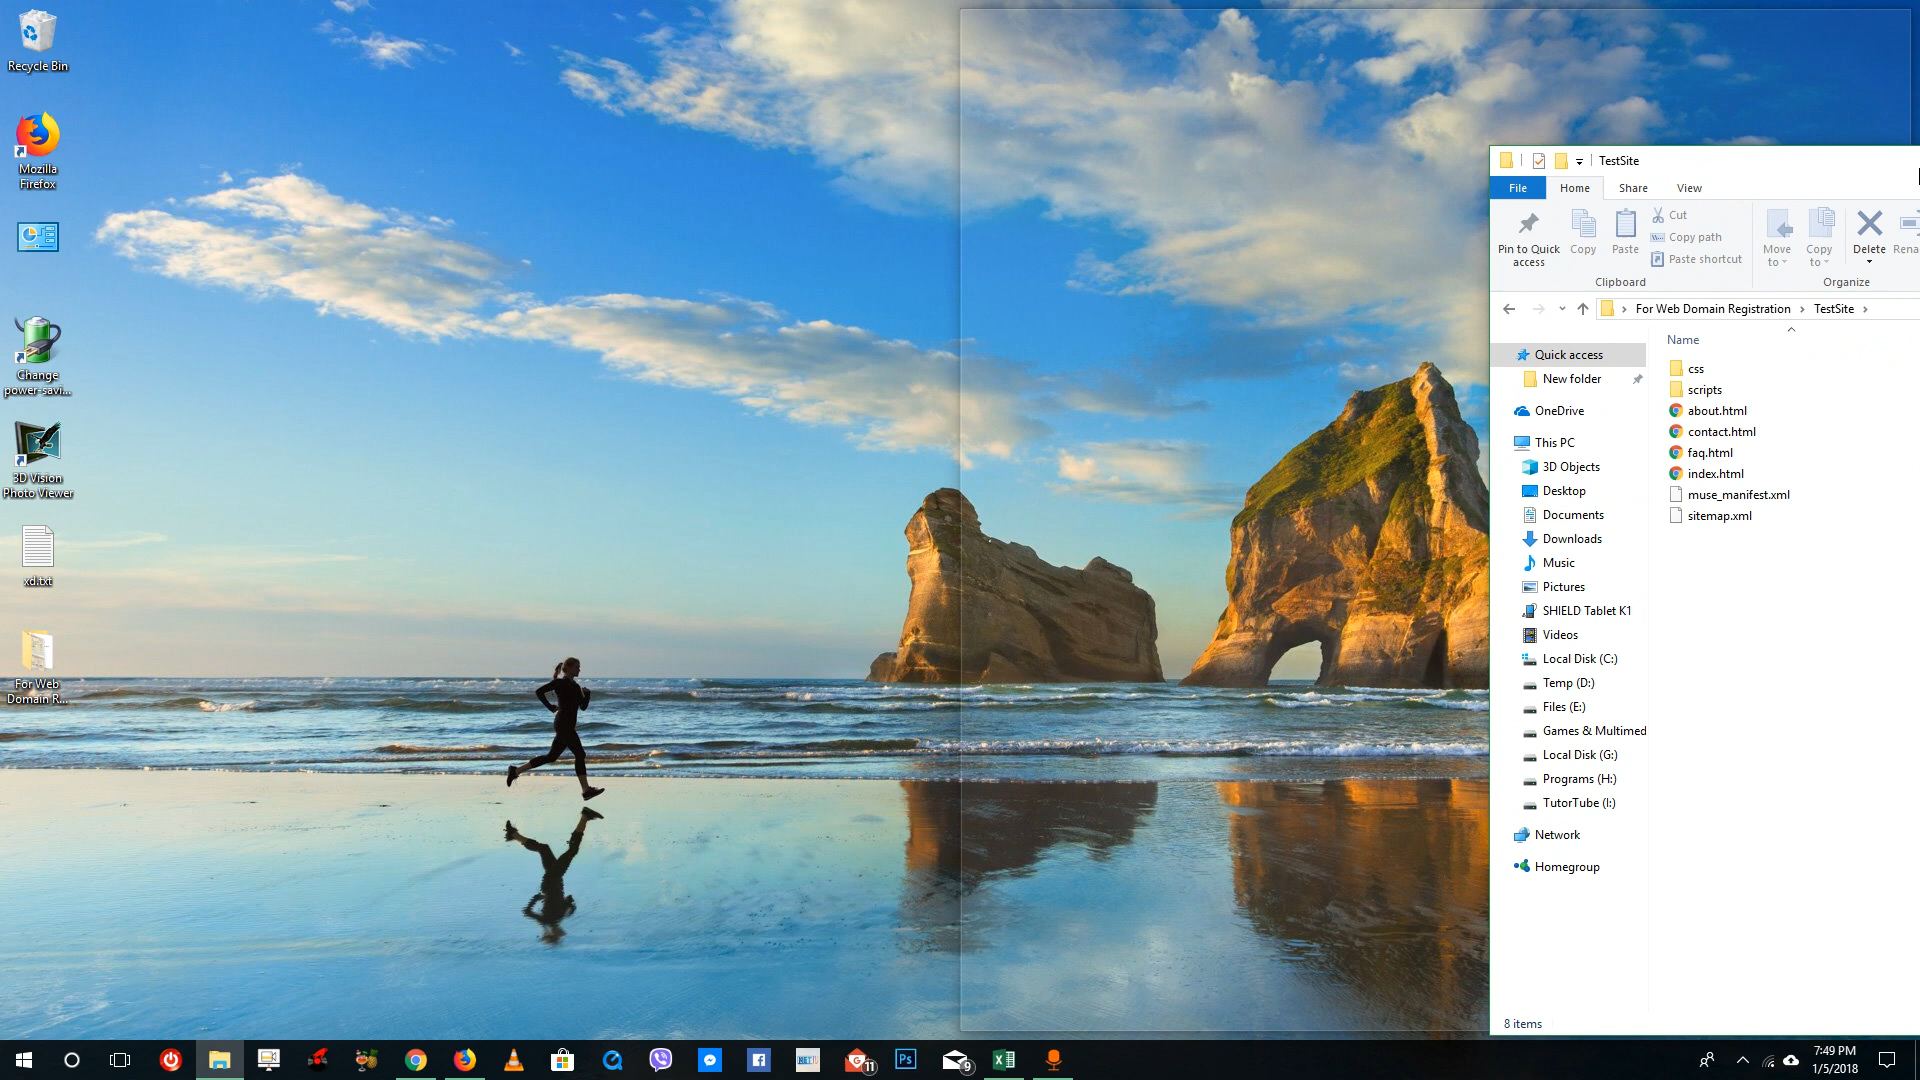 Recycle Bin
Mozilla
Firefox
Change
power-savi...
3D Vision
Photo Viewer
xd.txt
For Web
Domain R...
TestSite
File
Home
Share
View
Pin to Quick
access
Copy
Paste
Cut
Copy path
Paste shortcut
Move
to
Copy
to
Delete
Rena
Clipboard
Organize
For Web Domain Registration
TestSite
Name
Quick access
New folder
OneDrive
This PC
3D Objects
Desktop
Documents
Downloads
Music
Pictures
SHIELD Tablet K1
Videos
Local Disk (C:)
Temp (D:)
Files (E:)
Games & Multimed
Local Disk (G:)
Programs (H:)
TutorTube (I:)
Network
Homegroup
css
scripts
about.html
contact.html
faq.html
index.html
muse_manifest.xml
sitemap.xml
8 items
11
Ps
9
7:49 PM
1/5/2018